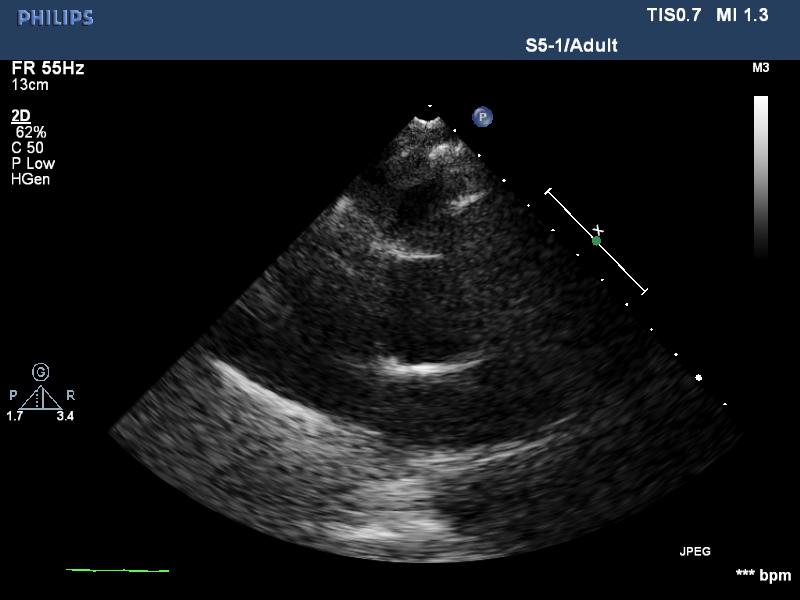 PHILIPS
TIS0.7 MI 1.3
S5-1/Adult
FR 55Hz
13cm
M3
2D
62%
C 50
P Low
HGen
P
X
G
P R
1.7 3.4
JPEG
*** bpm